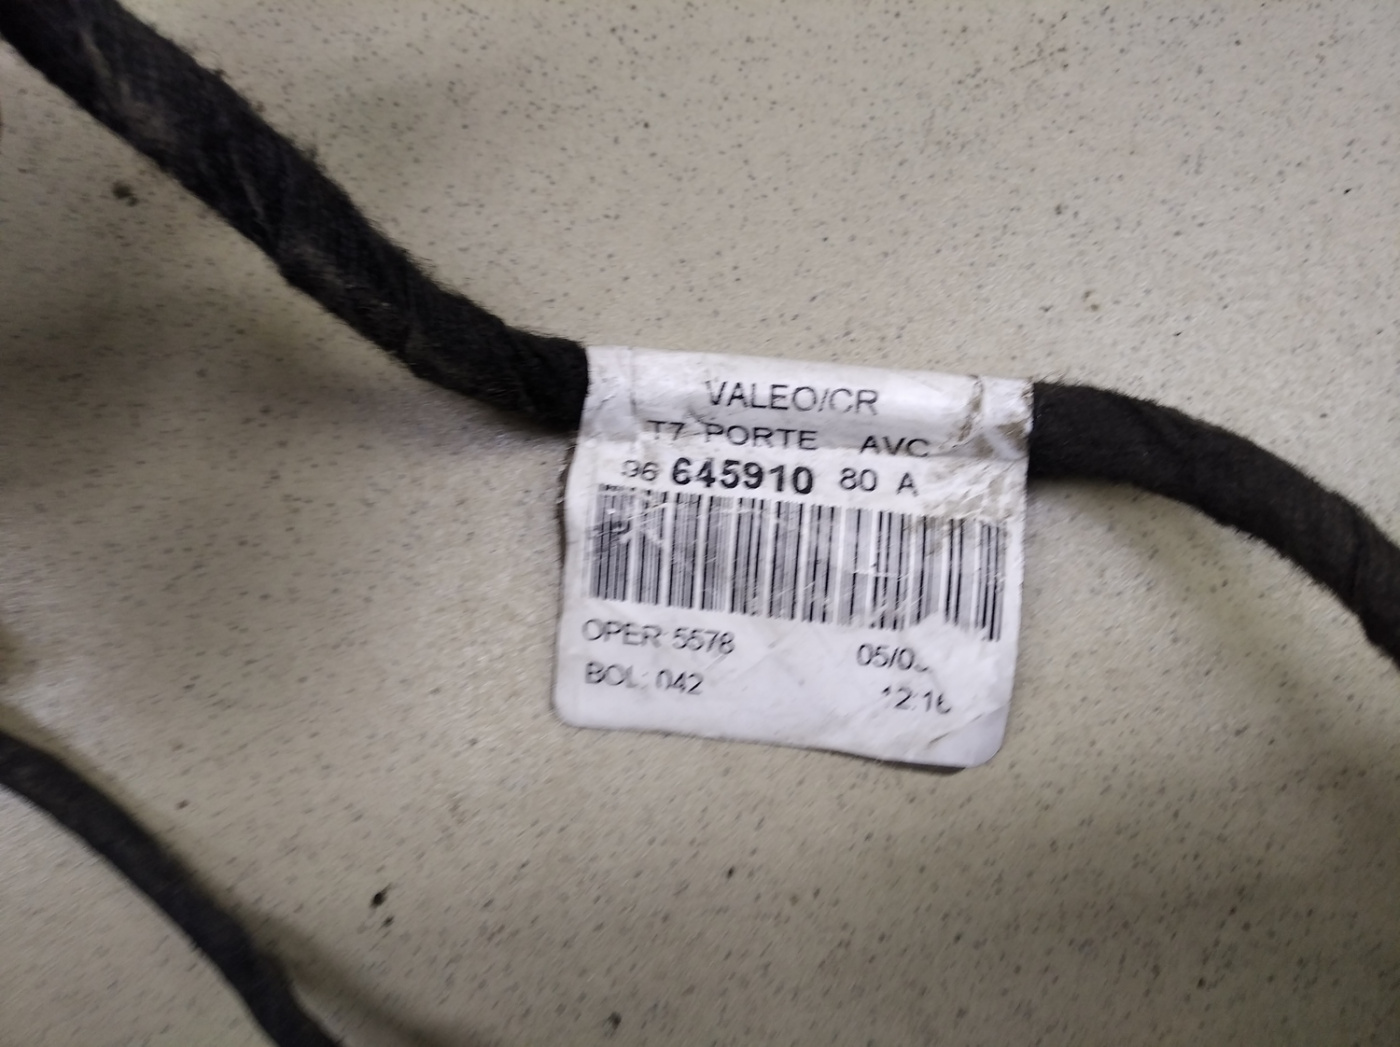 VALEO/CR
T7 PORTE AVC
96 645910 80 A
OPER 5578
BOL: 042